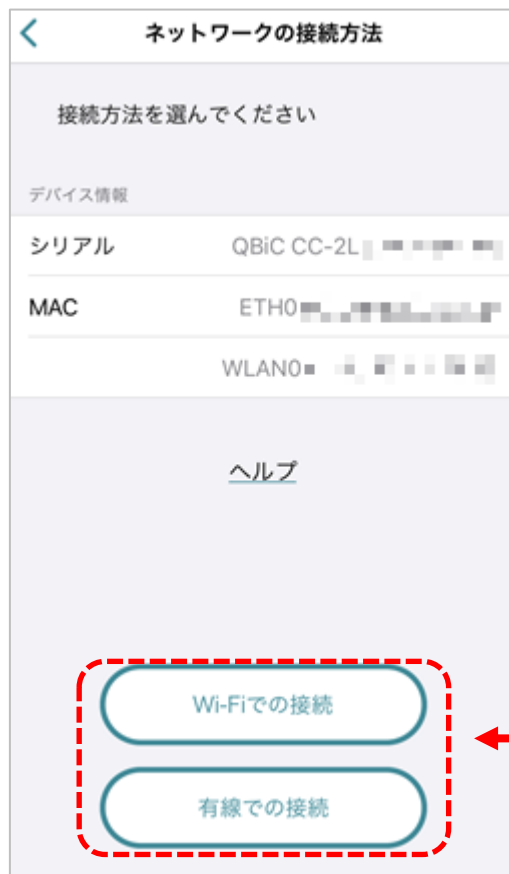 ネットワークの接続方法
接続方法を選んでください
デバイス情報
シリアル QBiC CC-2L
MAC ETH0
WLAN0
ヘルプ
Wi-Fiでの接続
有線での接続